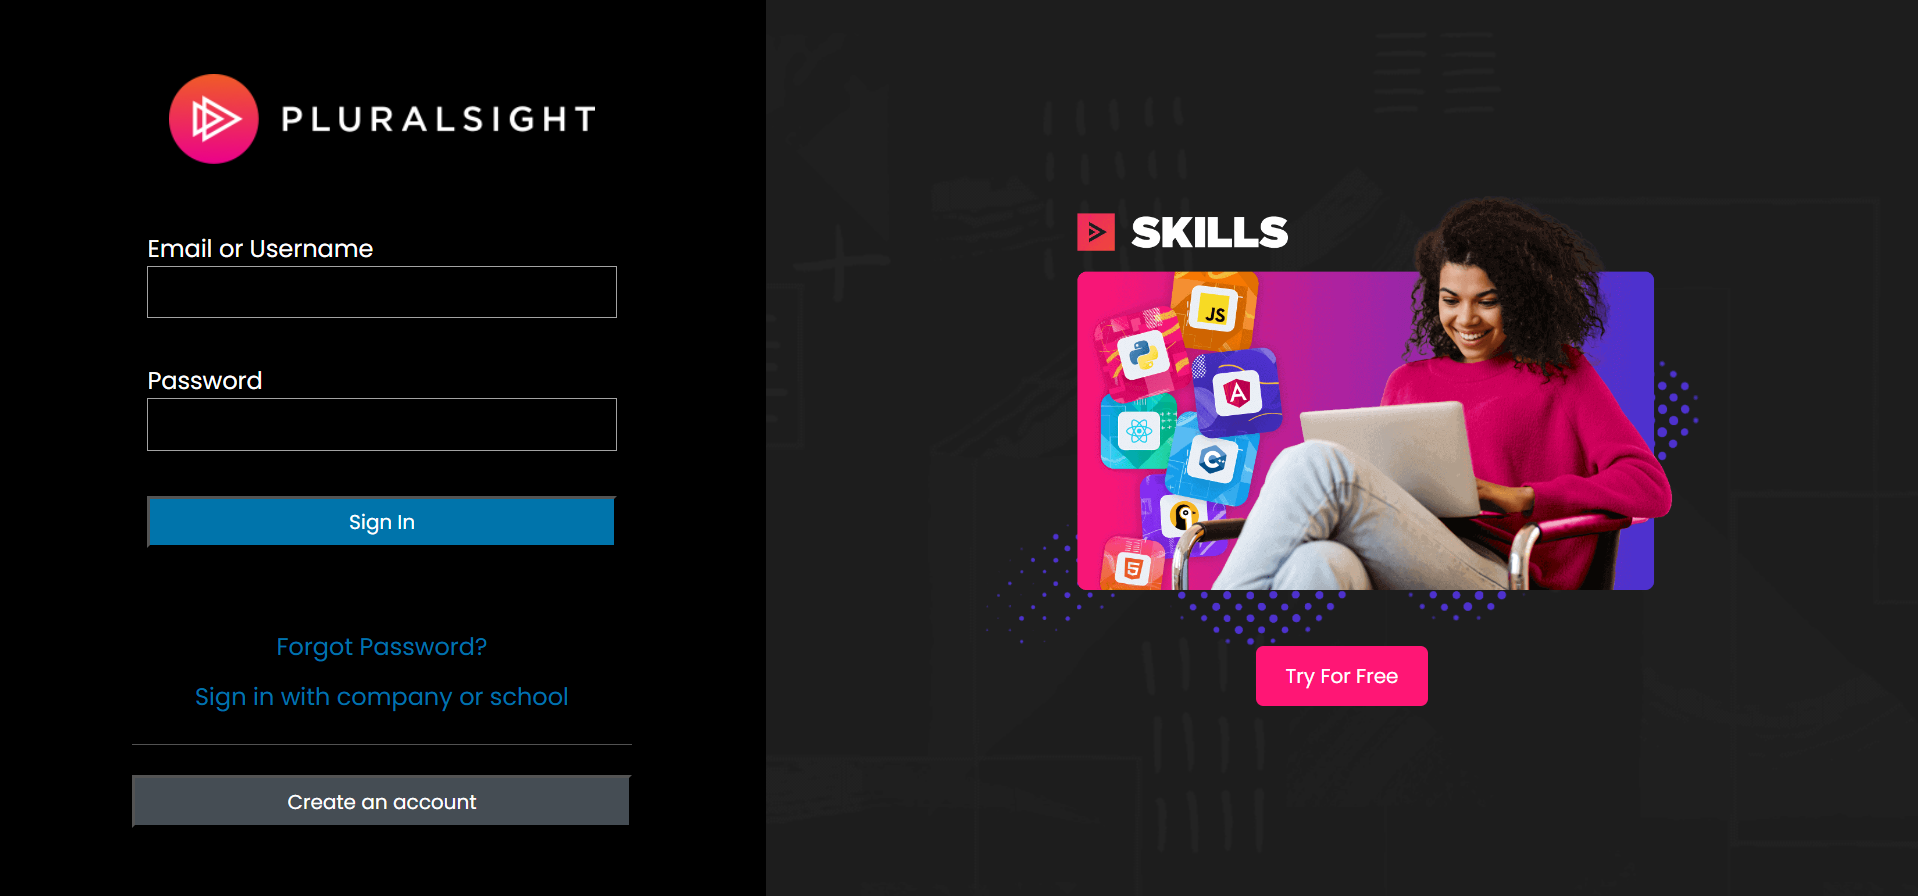 PLURALSIGHT
Email or Username
Password
Sign In
Forgot Password?
Sign in with company or school
Create an account
SKILLS
JS
A
C
5
Try For Free